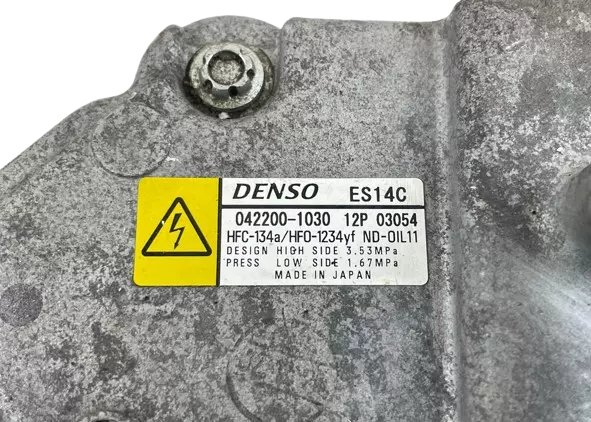 DENSO ES14C
042200-1030 12P 03054
HFC-134a/HFO-1234yf ND-OIL11
DESIGN HIGH SIDE 3.53MPa
PRESS LOW SIDE 1.67MPa
MADE IN JAPAN